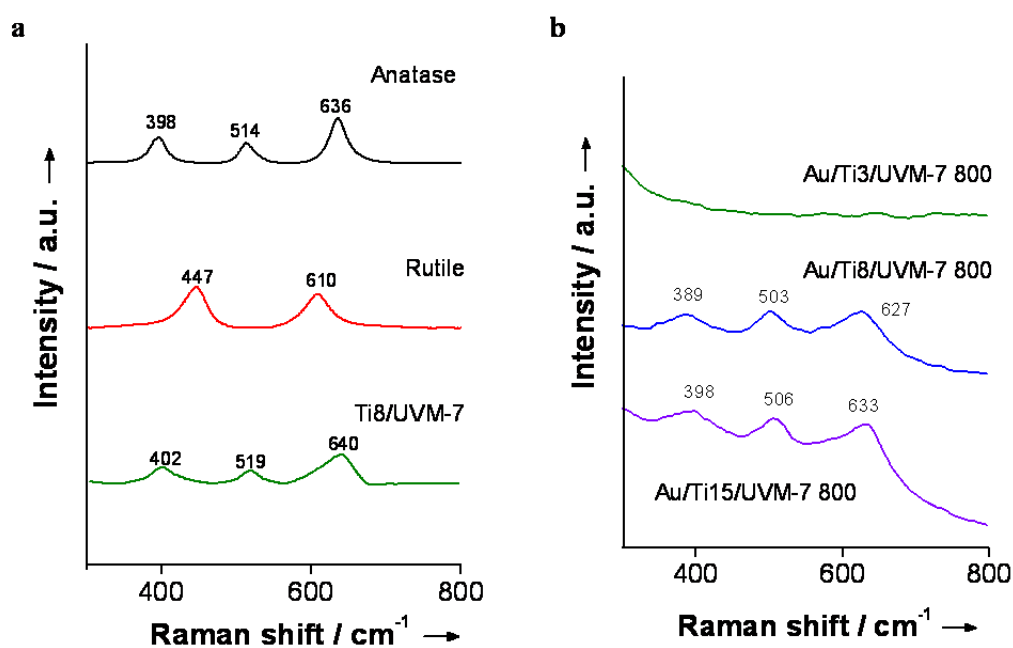 a
Anatase
398
514
636
Rutile
447
610
Ti8/UVM-7
402
519
640
400
600
800
Raman shift / cm-1
Intensity / a.u.
b
Au/Ti3/UVM-7 800
Au/Ti8/UVM-7 800
389
503
627
398
506
633
Au/Ti15/UVM-7 800
400
600
800
Raman shift / cm-1
Intensity / a.u.